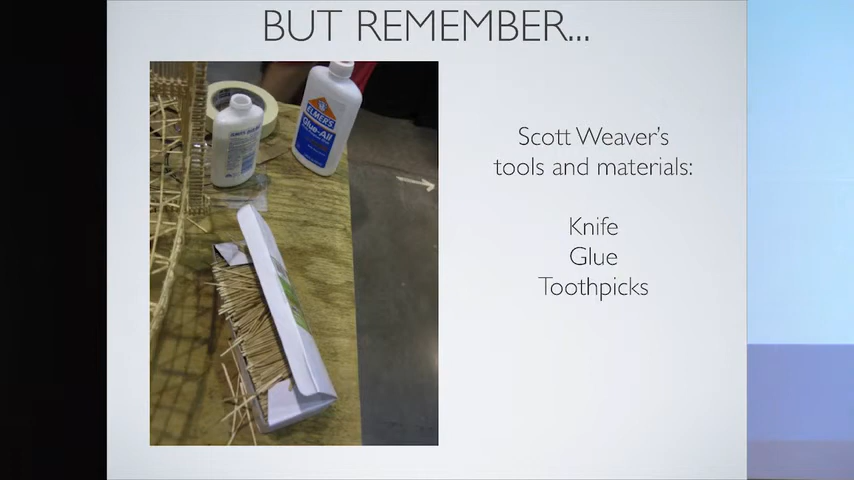 BUT REMEMBER...
ELMER'S
Glue-All
Scott Weaver's
tools and materials:
Knife
Glue
Toothpicks